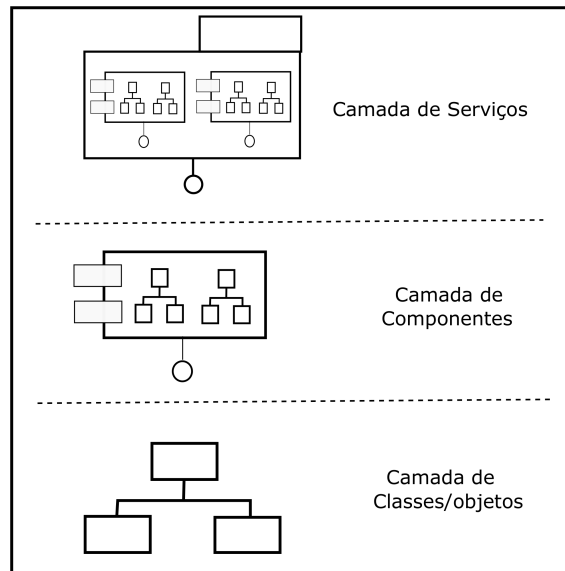 Camada de Serviços
Camada de
Componentes
Camada de
Classes/objetos